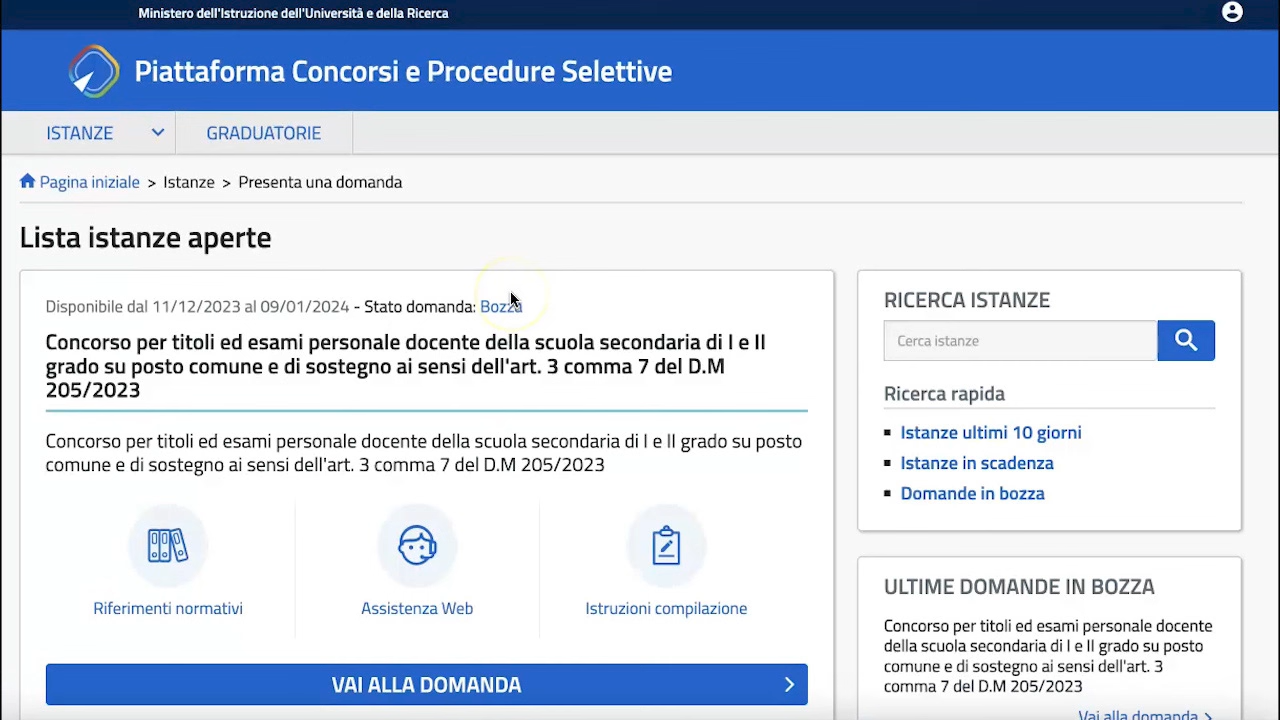 Ministero dell'Istruzione dell'Università e della Ricerca
Piattaforma Concorsi e Procedure Selettive
ISTANZE
GRADUATORIE
Pagina iniziale > Istanze > Presenta una domanda
Lista istanze aperte
Disponibile dal 11/12/2023 al 09/01/2024 - Stato domanda: Bozza
Concorso per titoli ed esami personale docente della scuola secondaria di I e II
grado su posto comune e di sostegno ai sensi dell'art. 3 comma 7 del D.M
205/2023
Concorso per titoli ed esami personale docente della scuola secondaria di I e II grado su posto
comune e di sostegno ai sensi dell'art. 3 comma 7 del D.M 205/2023
Riferimenti normativi
Assistenza Web
Istruzioni compilazione
VAI ALLA DOMANDA
RICERCA ISTANZE
Cerca istanze
Ricerca rapida
Istanze ultimi 10 giorni
Istanze in scadenza
Domande in bozza
ULTIME DOMANDE IN BOZZA
Concorso per titoli ed esami personale docente
della scuola secondaria di I e II grado su posto
comune e di sostegno ai sensi dell'art. 3
comma 7 del D.M 205/2023
Vai alla domanda >